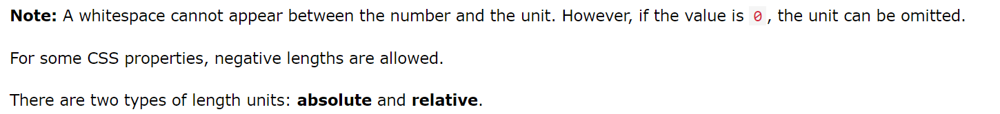 Note: A whitespace cannot appear between the number and the unit. However, if the value is 0, the unit can be omitted.
For some CSS properties, negative lengths are allowed.
There are two types of length units: absolute and relative.